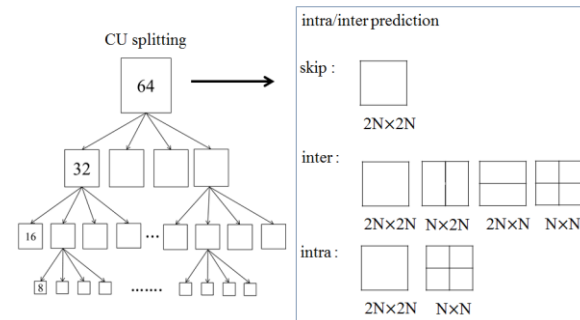 CU splitting
64
32
16
...
8
.......
intra/inter prediction
skip :
2N×2N
inter :
2N×2N N×2N 2N×N N×N
intra :
2N×2N N×N